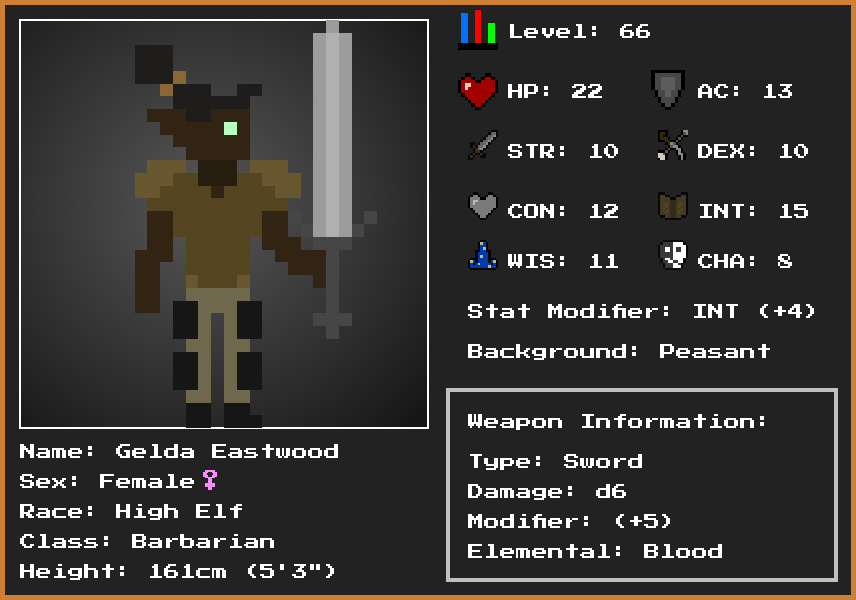 Level: 66
HP: 22
AC: 13
STR: 10
DEX: 10
CON: 12
INT: 15
WIS: 11
CHA: 8
Stat Modifier: INT (+4)
Background: Peasant
Weapon Information:
Type: Sword
Damage: d6
Modifier: (+5)
Elemental: Blood
Name: Gelda Eastwood
Sex: Female♀
Race: High Elf
Class: Barbarian
Height: 161cm (5'3")